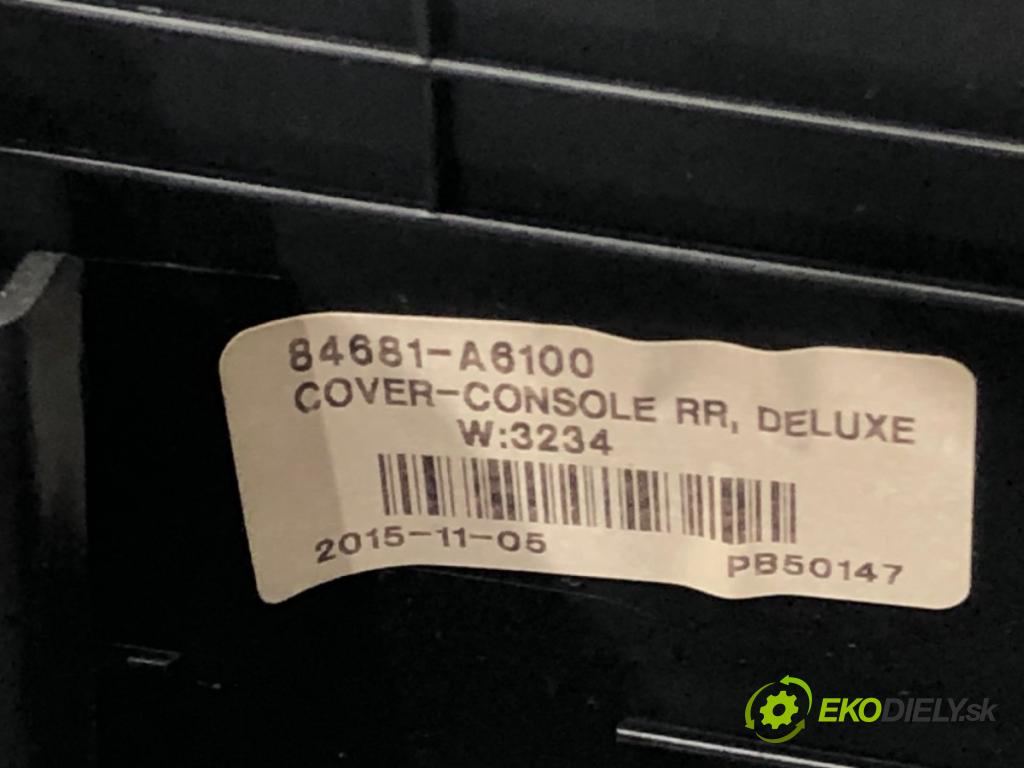 84681-A6100
COVER-CONSOLE RR, DELUXE
W:3234
2015-11-05
PB50147
EKODIELY.sk